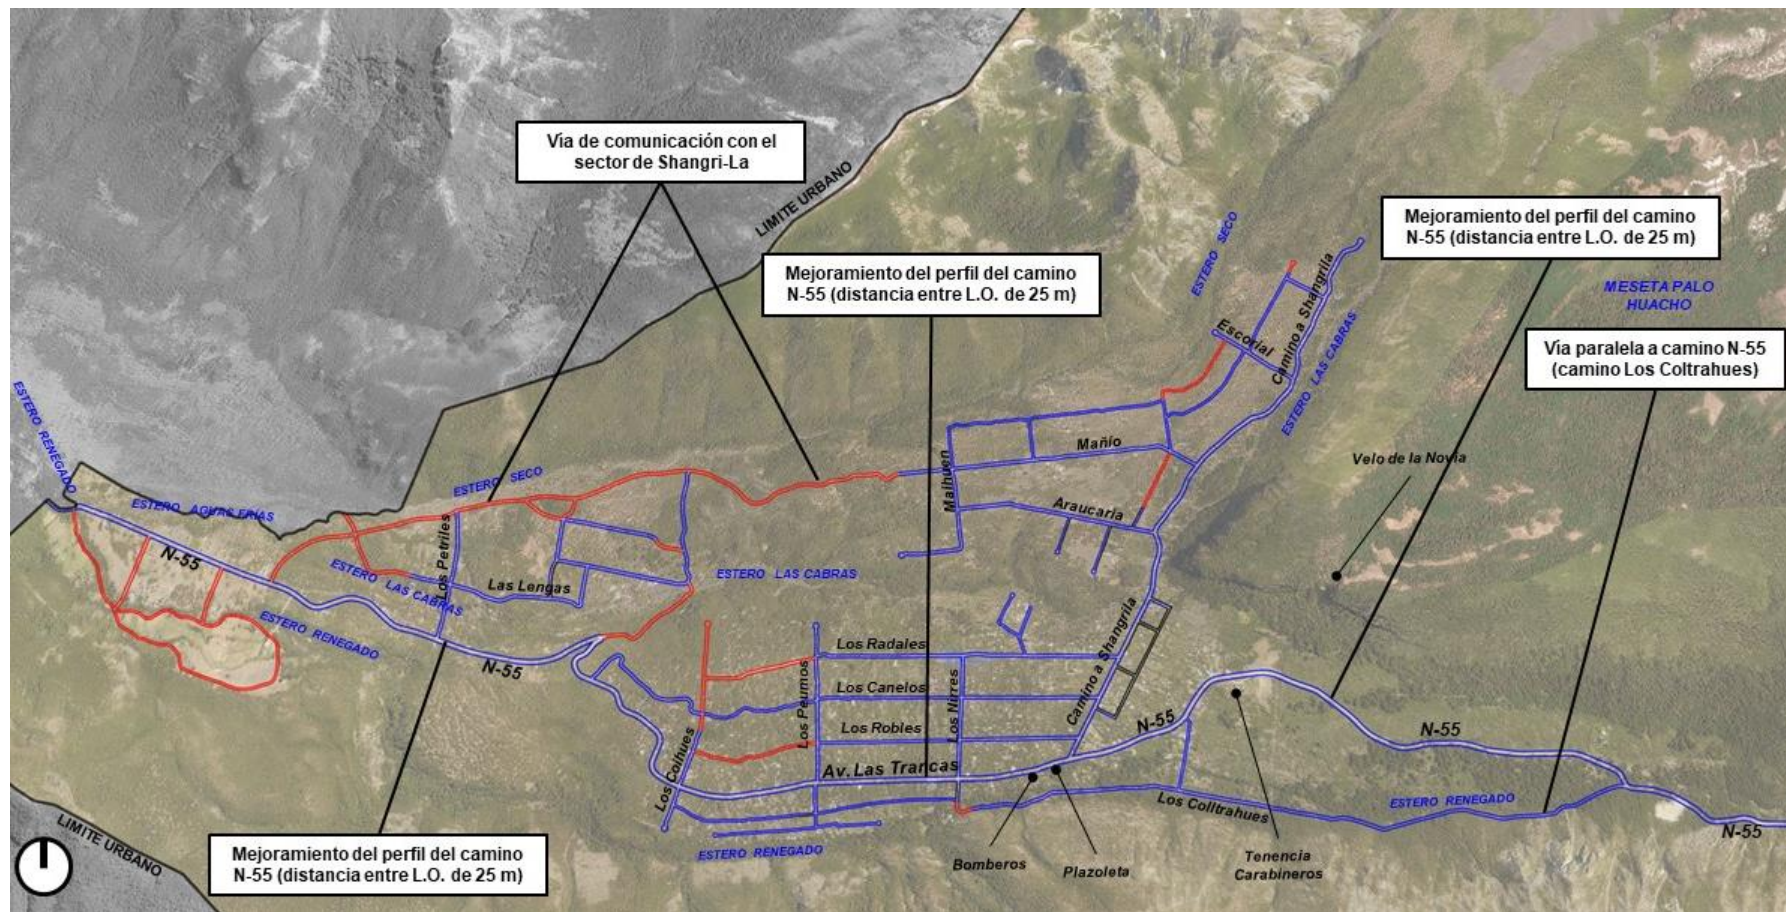 Vía de comunicación con el
sector de Shangri-La
LIMITE URBANO
Mejoramiento del perfil del camino
N-55 (distancia entre L.O. de 25 m)
ESTERO SECO
Mejoramiento del perfil del camino
N-55 (distancia entre L.O. de 25 m)
MESETA PALO
HUACHO
Vía paralela a camino N-55
(camino Los Coltrahues)
Escorial
Camino a Shangrila
ESTERO LAS CABRAS
ESTERO RENEGADO
Mañio
Velo de la Novia
Maihuen
ESTERO SECO
ESTERO AGUAS FRIAS
Araucaria
N-55
Los Petriles
ESTERO LAS CABRAS
Las Lengas
ESTERO LAS CABRAS
ESTERO RENEGADO
N-55
Los Radales
Camino a Shangrila
Los Peumos
Los Canelos
Los Nirres
Los Robles
N-55
N-55
Los Coihues
Av. Las Trancas
Los Colltrahues
ESTERO RENEGADO
N-55
LIMITE URBANO
Mejoramiento del perfil del camino
N-55 (distancia entre L.O. de 25 m)
ESTERO RENEGADO
Bomberos
Plazoleta
Tenencia
Carabineros